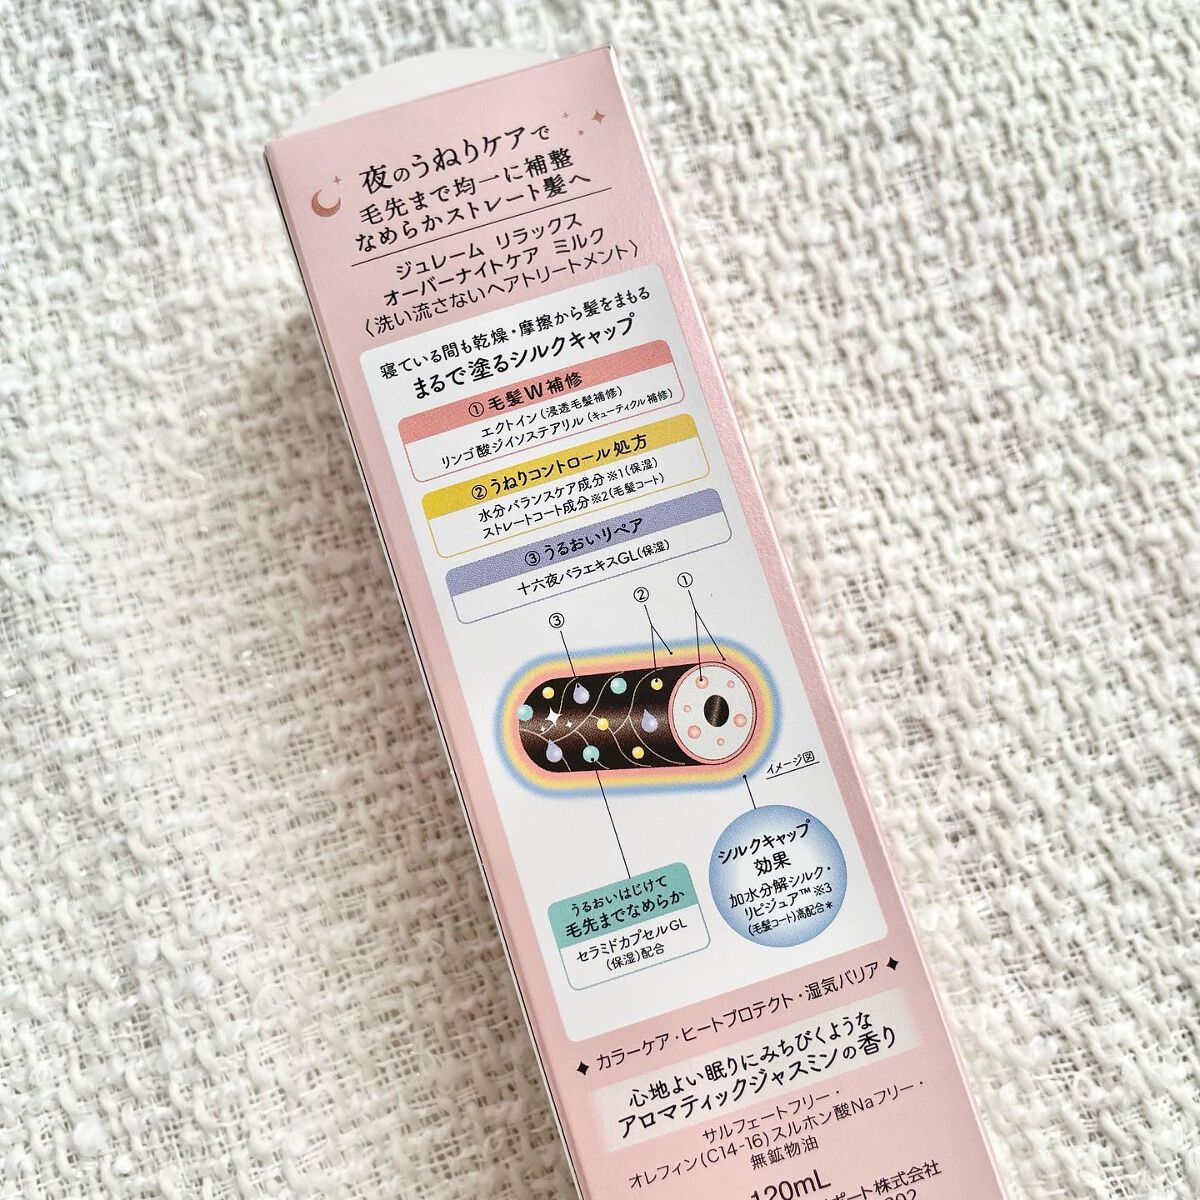 夜のうねりケアで
毛先まで均一に補整
なめらかストレート髪へ
ジュレーム リラックス
オーバーナイトケア ミルク
〈洗い流さないヘアトリートメント〉
寝ている間も乾燥・摩擦から髪をまもる
まるで塗るシルクキャップ
①毛髪W補修
エクトイン(浸透毛髪補修)
リンゴ酸ジイソステアリル(キューティクル補修)
②うねりコントロール処方
水分バランスケア成分※1(保湿)
ストレートコート成分※2(毛髪コート)
③うるおいリペア
十六夜バラエキスGL(保湿)
③
②
①
イメージ図
シルクキャップ
効果
加水分解シルク・
リピジュア™※3
(毛髪コート)高配合*
うるおいはじけて
毛先までなめらか
セラミドカプセルGL
(保湿)配合
カラーケア・ヒートプロテクト・湿気バリア
心地よい眠りにみちびくような
アロマティックジャスミンの香り
サルフェートフリー・
オレフィン(C14-16)スルホン酸Naフリー・
無鉱物油
120mL
ポート株式会社